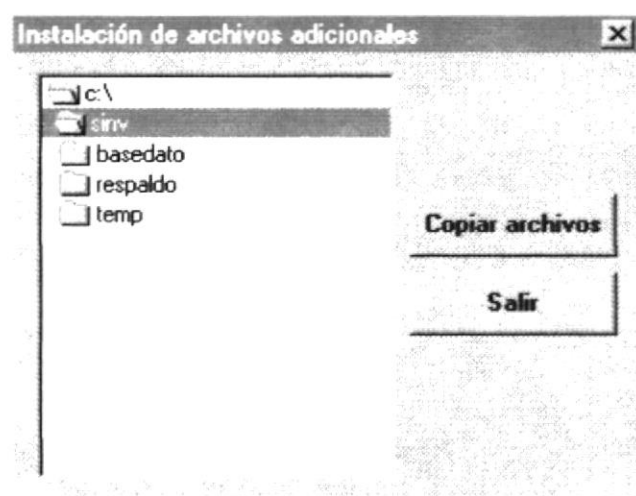 Instalación de archivos adicionales
c:\
sinv
basedato
respaldo
temp
Copiar archivos
Salir